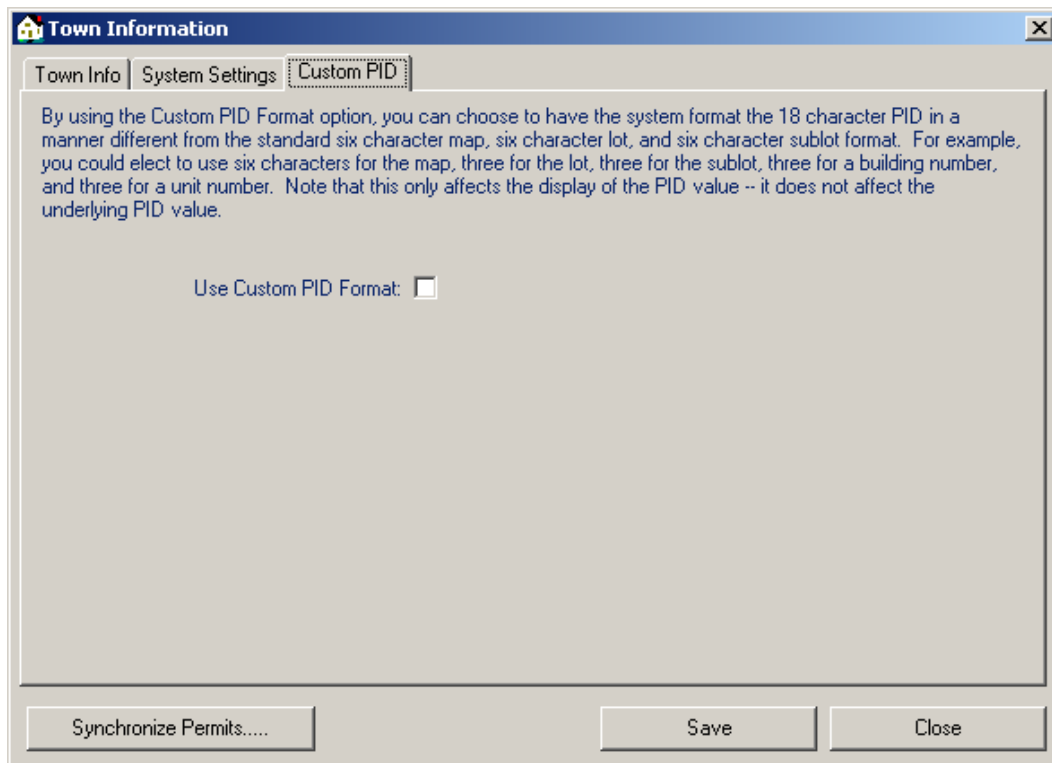 Town Information
Town Info System Settings Custom PID
By using the Custom PID Format option, you can choose to have the system format the 18 character PID in a
manner different from the standard six character map, six character lot, and six character sublot format. For example,
you could elect to use six characters for the map, three for the lot, three for the sublot, three for a building number,
and three for a unit number. Note that this only affects the display of the PID value -- it does not affect the
underlying PID value.
Use Custom PID Format:
Synchronize Permits..... Save Close